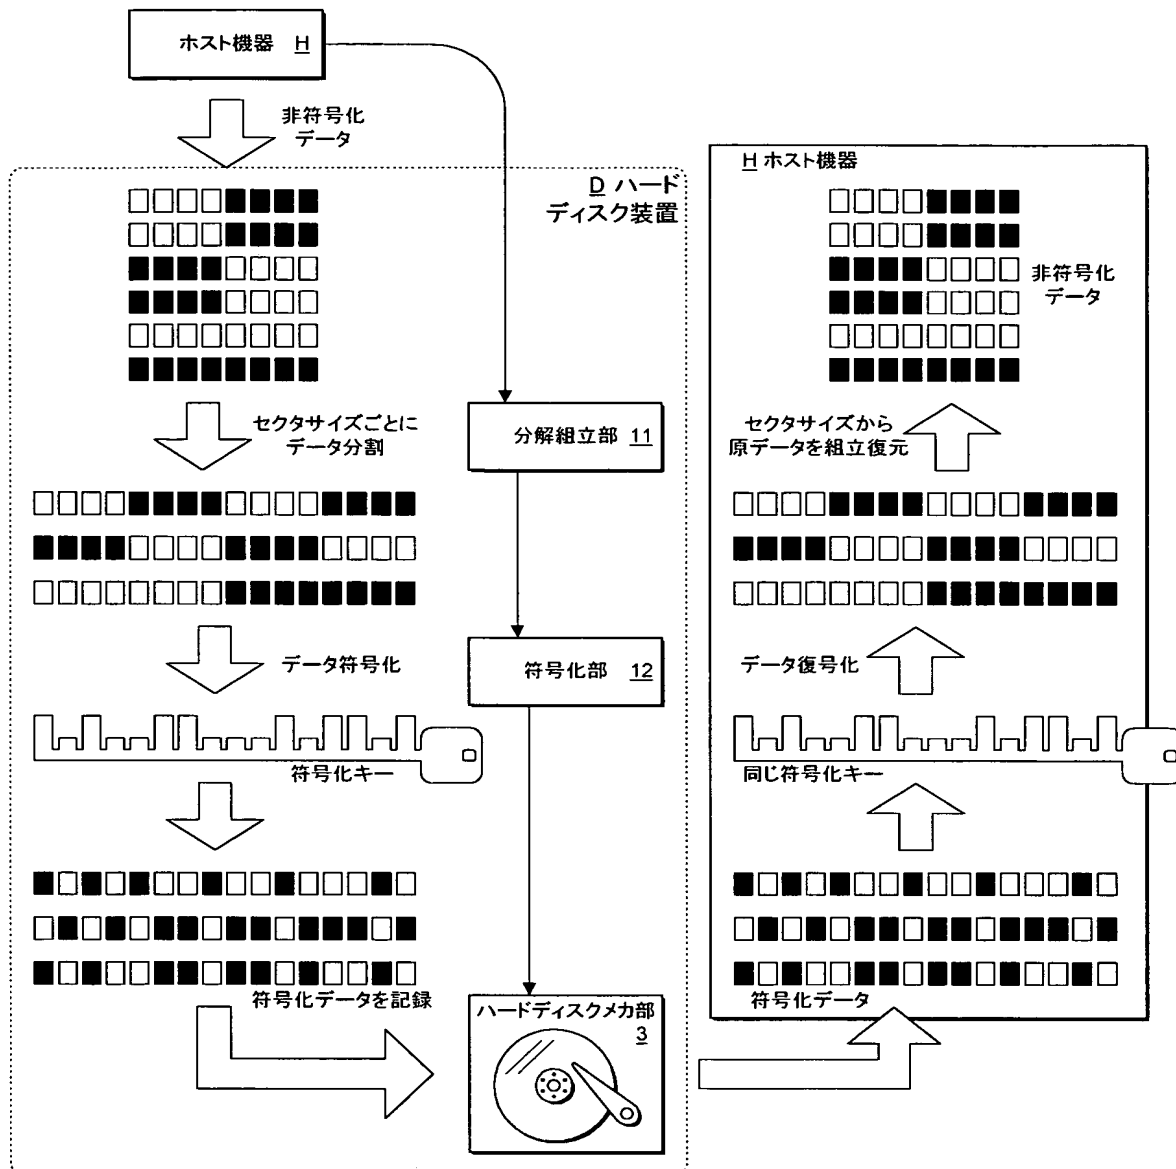 ホスト機器 H
非符号化
データ
D ハード
ディスク装置
セクタサイズごとに
データ分割
分解組立部 11
データ符号化
符号化部 12
符号化キー
符号化データを記録
ハードディスクメカ部
3
H ホスト機器
非符号化
データ
セクタサイズから
原データを組立復元
データ復号化
同じ符号化キー
符号化データ